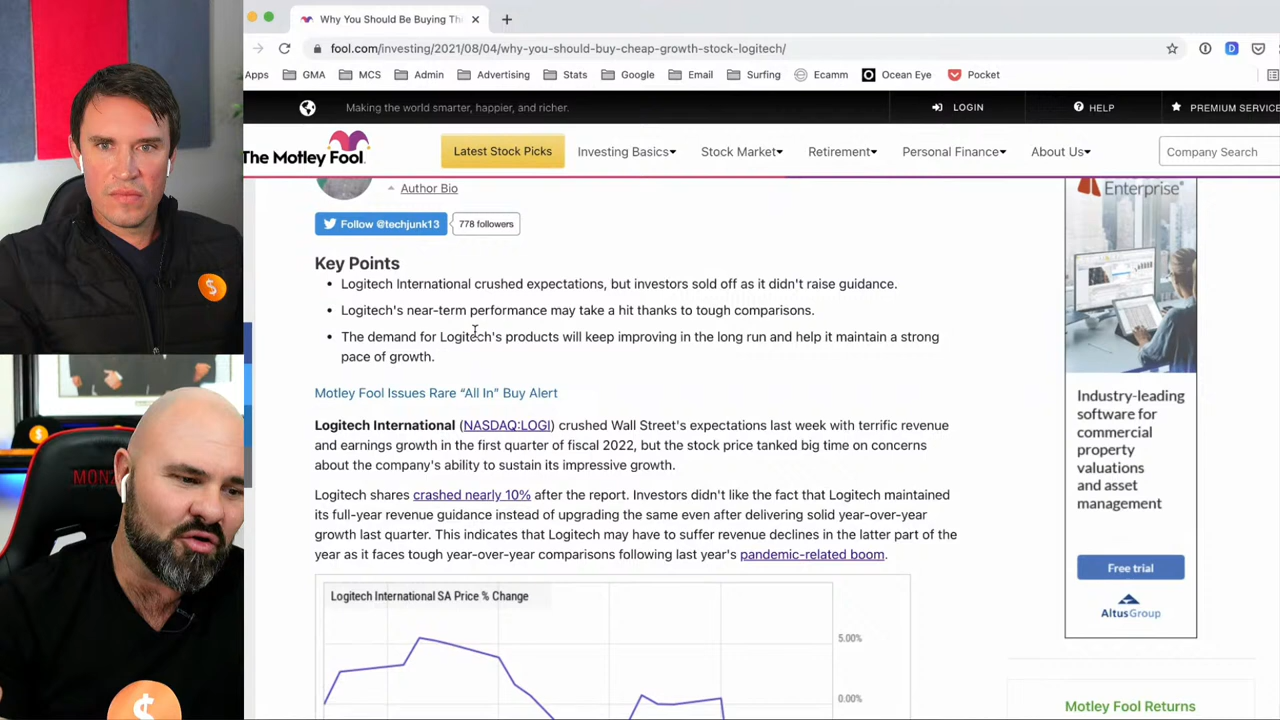 Why You Should Be Buying Th
fool.com/investing/2021/08/04/why-you-should-buy-cheap-growth-stock-logitech/
Apps GMA MCS Admin Advertising Stats Google Email Surfing Ecamm Ocean Eye Pocket
Making the world smarter, happier, and richer.
LOGIN
HELP
PREMIUM SERVICE
The Motley Fool.
Latest Stock Picks
Investing Basics
Stock Market
Retirement
Personal Finance
About Us
Company Search
Author Bio
Follow @techjunk13
778 followers
Key Points
Logitech International crushed expectations, but investors sold off as it didn't raise guidance.
Logitech's near-term performance may take a hit thanks to tough comparisons.
The demand for Logitech's products will keep improving in the long run and help it maintain a strong
pace of growth.
Motley Fool Issues Rare “All In” Buy Alert
Logitech International (NASDAQ:LOGI) crushed Wall Street's expectations last week with terrific revenue
and earnings growth in the first quarter of fiscal 2022, but the stock price tanked big time on concerns
about the company's ability to sustain its impressive growth.
Logitech shares crashed nearly 10% after the report. Investors didn't like the fact that Logitech maintained
its full-year revenue guidance instead of upgrading the same even after delivering solid year-over-year
growth last quarter. This indicates that Logitech may have to suffer revenue declines in the latter part of the
year as it faces tough year-over-year comparisons following last year's pandemic-related boom.
Logitech International SA Price % Change
5.00%
0.00%
Enterprise®
Industry-leading
software for
commercial
property
valuations
and asset
management
Free trial
AltusGroup
Motley Fool Returns
MON
$
$
$